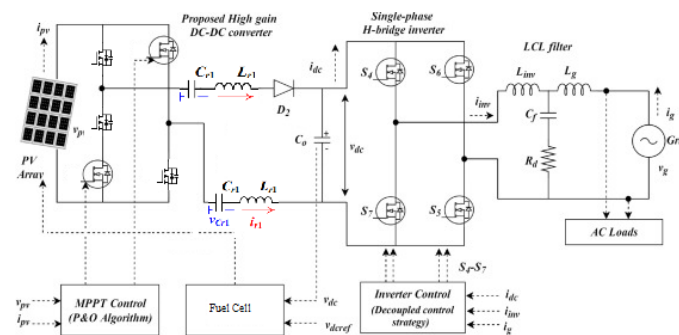 Proposed High gain
DC-DC converter
Single-phase
H-bridge inverter
LCL filter
i_pv
i_dc
C_r1
L_r1
D_2
S_4
S_6
i_inv
L_inv
L_g
C_f
i_g
PV
Array
C_o
v_dc
R_d
v_g
C_r1
L_r1
v_Cr1
i_r1
S_7
S_5
AC Loads
S_4-S_7
v_pv
i_pv
MPPT Control
(P&O Algorithm)
Fuel Cell
v_dc
v_dcref
Inverter Control
(Decoupled control
strategy)
i_dc
i_inv
i_g